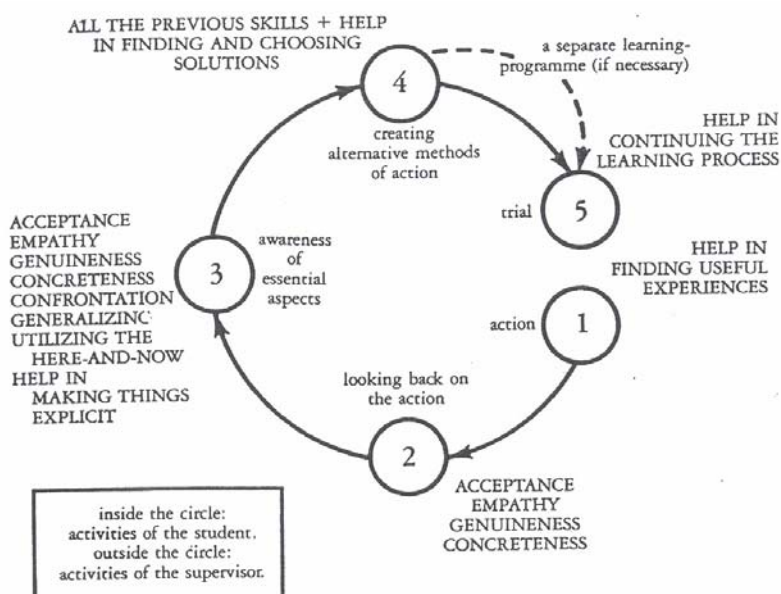 ALL THE PREVIOUS SKILLS + HELP
IN FINDING AND CHOOSING
SOLUTIONS
4
creating
alternative methods
of action
a separate learning-
programme (if necessary)
HELP IN
CONTINUING THE
LEARNING PROCESS
trial
5
HELP IN
FINDING USEFUL
EXPERIENCES
action
1
looking back on
the action
2
ACCEPTANCE
EMPATHY
GENUINENESS
CONCRETENESS
3
awareness
of
essential
aspects
ACCEPTANCE
EMPATHY
GENUINENESS
CONCRETENESS
CONFRONTATION
GENERALIZING
UTILIZING THE
HERE-AND-NOW
HELP IN
MAKING THINGS
EXPLICIT
inside the circle:
activities of the student.
outside the circle:
activities of the supervisor.